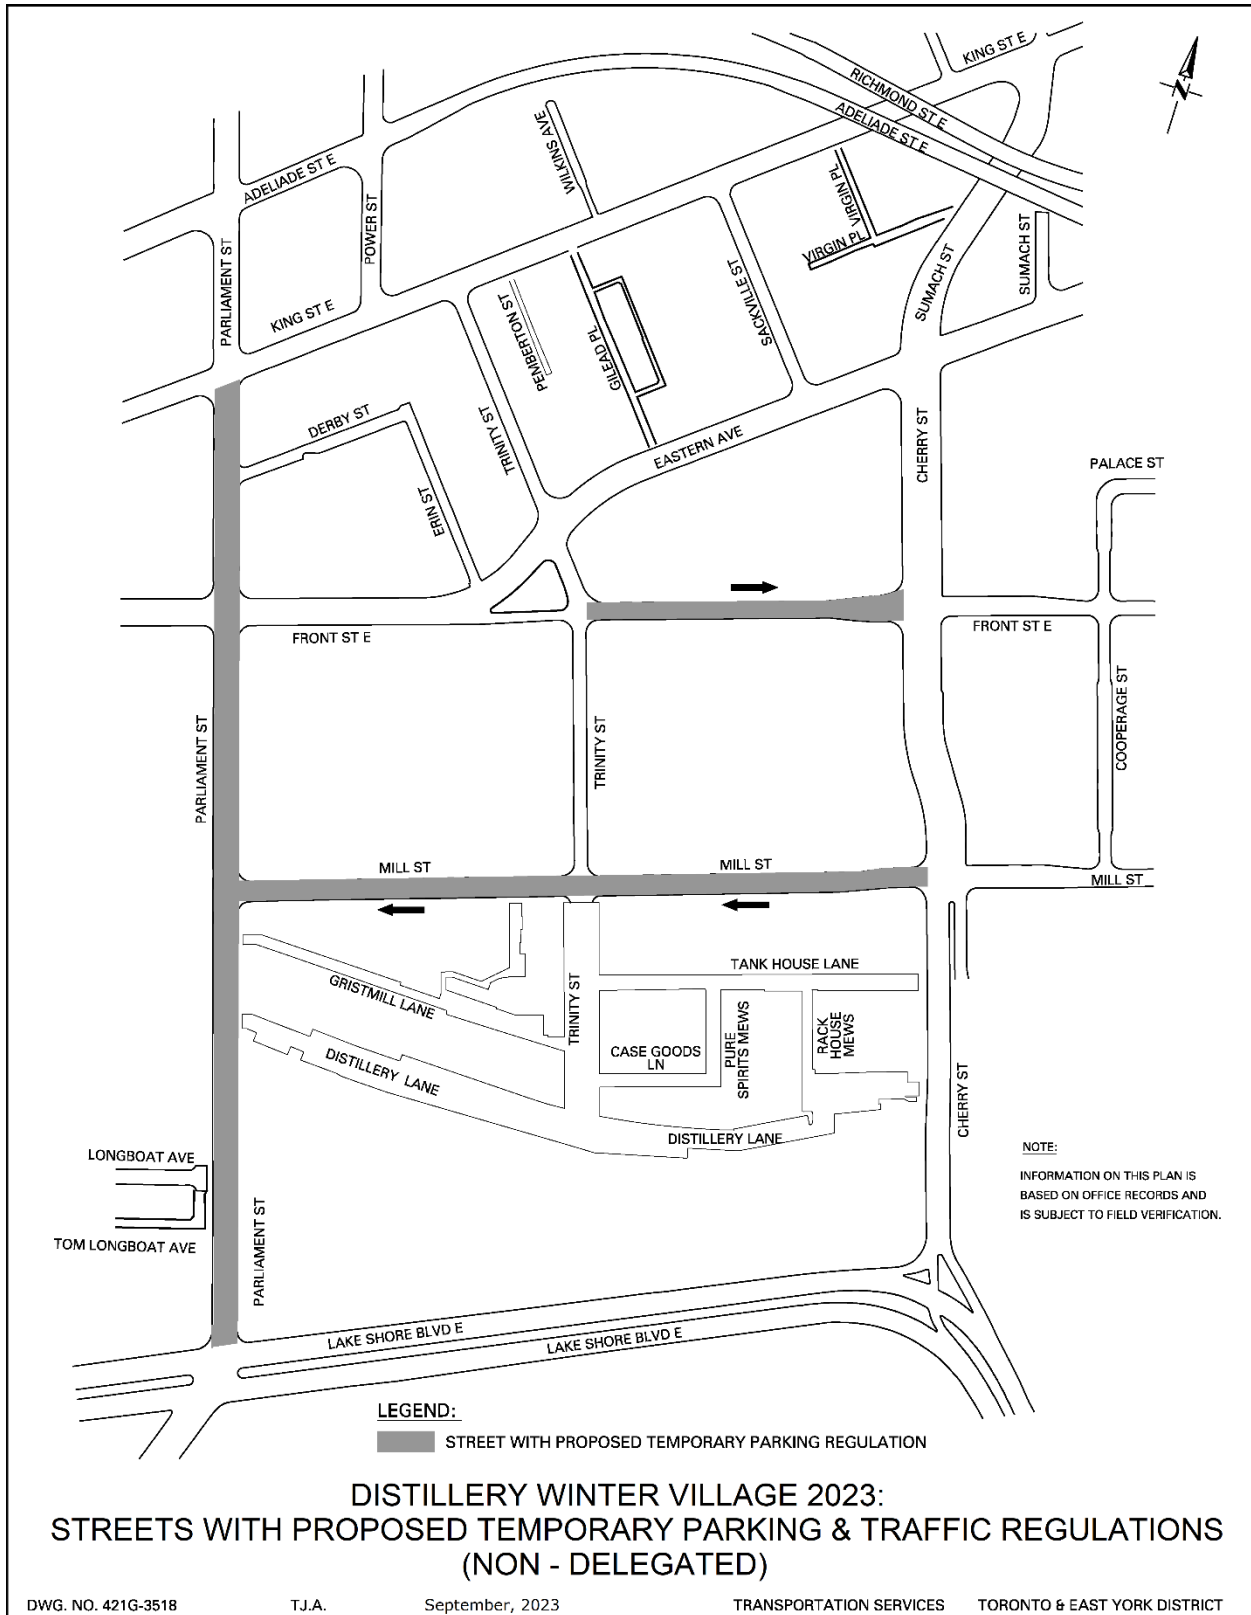 KING ST E
RICHMOND ST E
ADELIADE ST E
N
WILKINS AVE
ADELIADE ST E
VIRGIN PL
VIRGIN PL
POWER ST
PARLIAMENT ST
KING ST E
SUMACH ST
SUMACH ST
SACKVILLE ST
PEMBERTON ST
GILEAD PL
DERBY ST
TRINITY ST
EASTERN AVE
CHERRY ST
PALACE ST
ERIN ST
FRONT ST E
FRONT ST E
PARLIAMENT ST
TRINITY ST
COOPERAGE ST
MILL ST
MILL ST
MILL ST
TANK HOUSE LANE
GRISTMILL LANE
TRINITY ST
CASE GOODS
LN
PURE
SPIRITS MEWS
RACK
HOUSE
MEWS
DISTILLERY LANE
CHERRY ST
DISTILLERY LANE
LONGBOAT AVE
TOM LONGBOAT AVE
PARLIAMENT ST
NOTE:
INFORMATION ON THIS PLAN IS
BASED ON OFFICE RECORDS AND
IS SUBJECT TO FIELD VERIFICATION.
LAKE SHORE BLVD E
LAKE SHORE BLVD E
LEGEND:
STREET WITH PROPOSED TEMPORARY PARKING REGULATION
DISTILLERY WINTER VILLAGE 2023:
STREETS WITH PROPOSED TEMPORARY PARKING & TRAFFIC REGULATIONS
(NON - DELEGATED)
DWG. NO. 421G-3518 T.J.A. September, 2023 TRANSPORTATION SERVICES TORONTO & EAST YORK DISTRICT